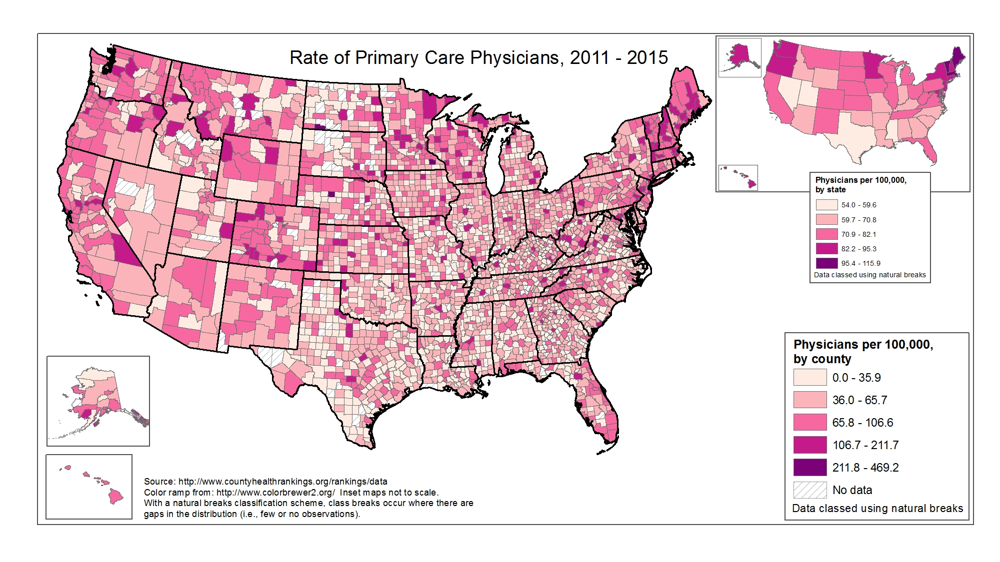 Rate of Primary Care Physicians, 2011 - 2015
Physicians per 100,000,
by state
54.0 - 59.6
59.7 - 70.8
70.9 - 82.1
82.2 - 95.3
95.4 - 115.9
Data classed using natural breaks
Physicians per 100,000,
by county
0.0 - 35.9
36.0 - 65.7
65.8 - 106.6
106.7 - 211.7
211.8 - 469.2
No data
Data classed using natural breaks
Source: http://www.countyhealthrankings.org/rankings/data
Color ramp from: http://www.colorbrewer2.org/ Inset maps not to scale.
With a natural breaks classification scheme, class breaks occur where there are
gaps in the distribution (i.e., few or no observations).